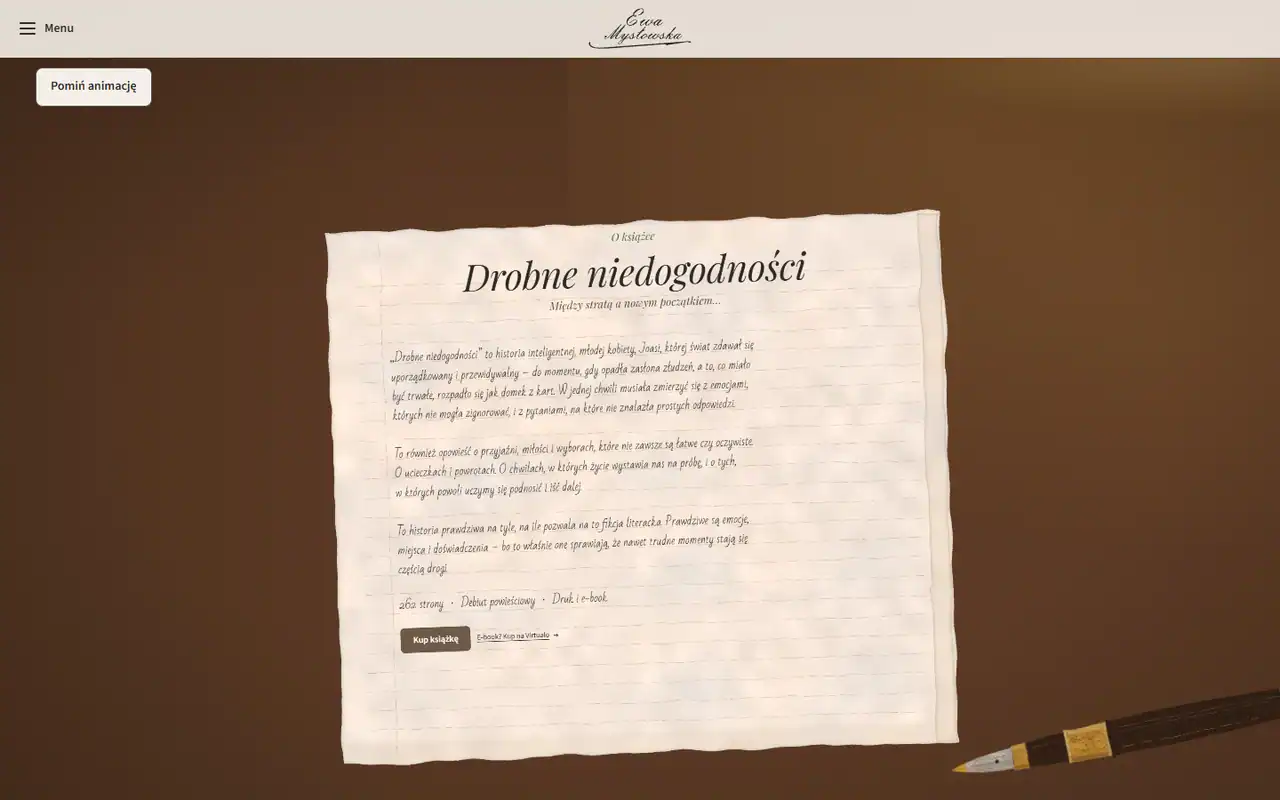 Menu
Ewa
Mysłowska
Pomiń animację
O książce
Drobne niedogodności
Między stratą a nowym początkiem...
„Drobne niedogodności” to historia inteligentnej, młodej kobiety, Joasi, której świat zdawał się
uporządkowany i przewidywalny – do momentu, gdy opadła zasłona złudzeń, a to, co miało
być trwałe, rozpadło się jak domek z kart. W jednej chwili musiała zmierzyć się z emocjami,
których nie mogła zignorować, i z pytaniami, na które nie znalazła prostych odpowiedzi.
To również opowieść o przyjaźni, miłości i wyborach, które nie zawsze są łatwe czy oczywiste.
O ucieczkach i powrotach. O chwilach, w których życie wystawia nas na próbę, i o tych,
w których powoli uczymy się podnosić i iść dalej.
To historia prawdziwa na tyle, na ile pozwala na to fikcja literacka. Prawdziwe są emocje,
miejsca i doświadczenia – bo to właśnie one sprawiają, że nawet trudne momenty stają się
częścią drogi.
262 strony · Debiut powieściowy · Druk i e-book
Kup książkę
E-book? Kup na Virtualo →